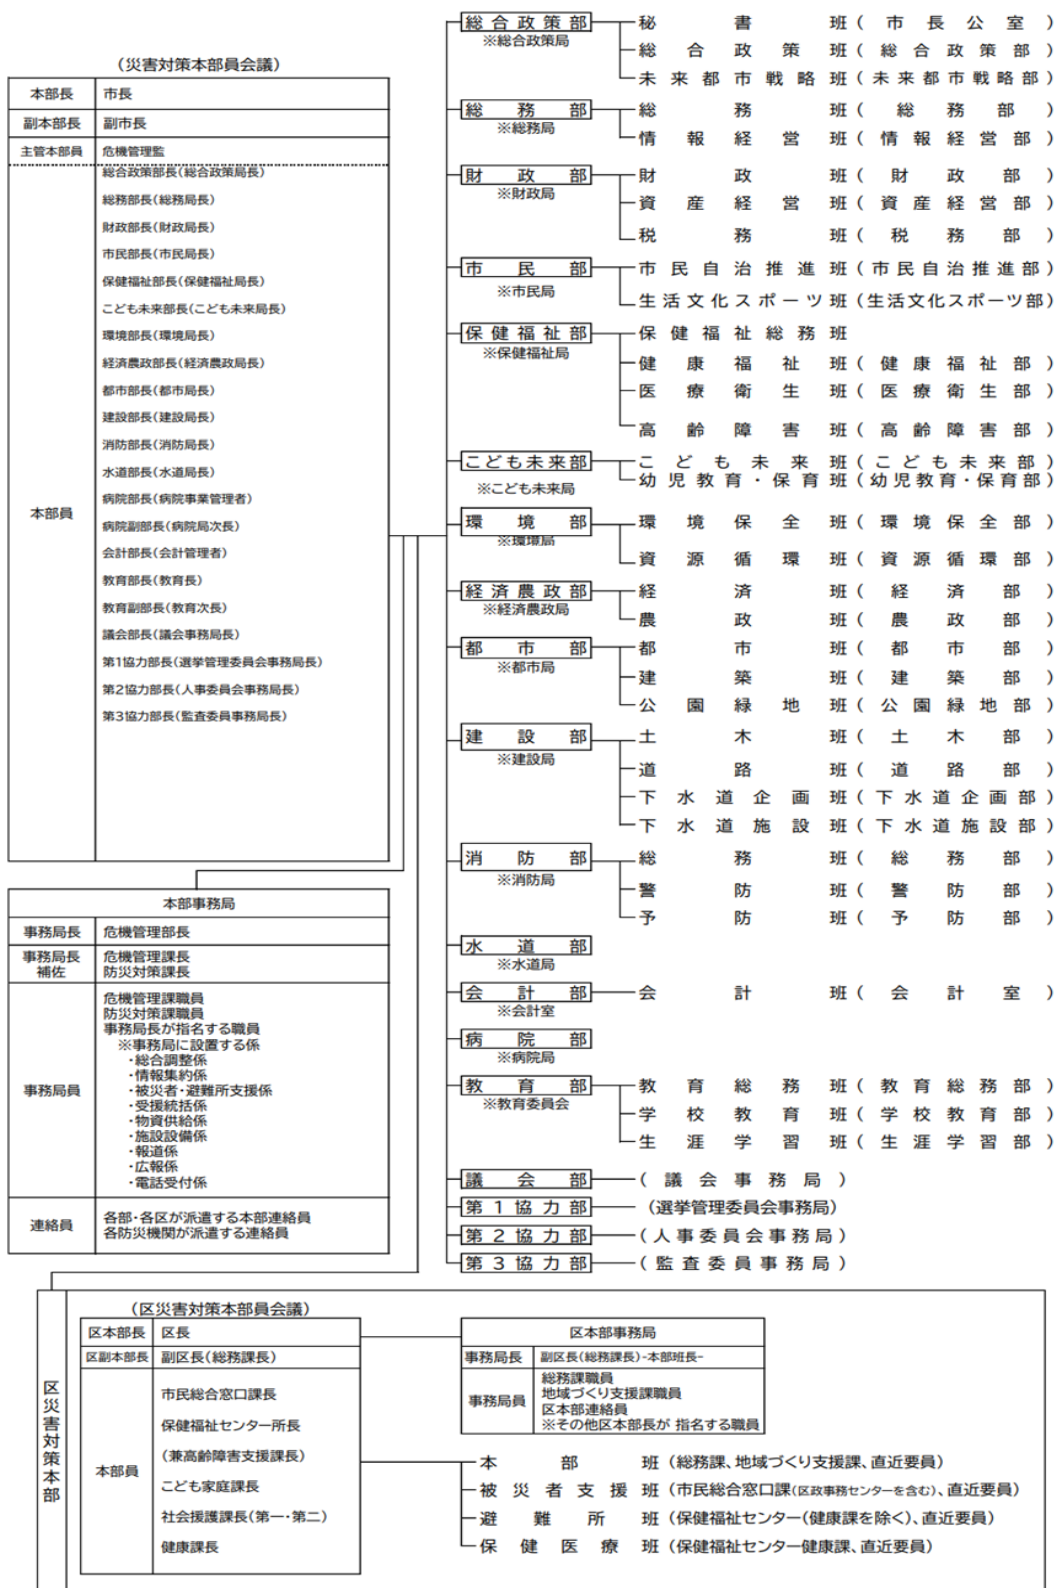 (災害対策本部員会議)
本部長 市長
副本部長 副市長
主管本部員 危機管理監
本部員
総合政策部長(総合政策局長)
総務部長(総務局長)
財政部長(財政局長)
市民部長(市民局長)
保健福祉部長(保健福祉局長)
こども未来部長(こども未来局長)
環境部長(環境局長)
経済農政部長(経済農政局長)
都市部長(都市局長)
建設部長(建設局長)
消防部長(消防局長)
水道部長(水道局長)
病院部長(病院事業管理者)
病院副部長(病院局次長)
会計部長(会計管理者)
教育部長(教育長)
教育副部長(教育次長)
議会部長(議会事務局長)
第1協力部長(選挙管理委員会事務局長)
第2協力部長(人事委員会事務局長)
第3協力部長(監査委員事務局長)
本部事務局
事務局長 危機管理部長
事務局長補佐
危機管理課長
防災対策課長
事務局員
危機管理課職員
防災対策課職員
事務局長が指名する職員
※事務局に設置する係
・総合調整係
・情報集約係
・被災者・避難所支援係
・受援統括係
・物資供給係
・施設設備係
・報道係
・広報係
・電話受付係
連絡員
各部・各区が派遣する本部連絡員
各防災機関が派遣する連絡員
総合政策部 秘書班(市長公室)
※総合政策局
総合政策班(総合政策部)
未来都市戦略班(未来都市戦略部)
総務部 総務班(総務部)
※総務局
情報経営班(情報経営部)
財政部 財政班(財政部)
※財政局
資産経営班(資産経営部)
税務班(税務部)
市民部 市民自治推進班(市民自治推進部)
※市民局
生活文化スポーツ班(生活文化スポーツ部)
保健福祉部 保健福祉総務班
※保健福祉局
健康福祉班(健康福祉部)
医療衛生班(医療衛生部)
高齢障害班(高齢障害部)
こども未来部 こども未来班(こども未来部)
※こども未来局
幼児教育・保育班(幼児教育・保育部)
環境部 環境保全班(環境保全部)
※環境局
資源循環班(資源循環部)
経済農政部 経済班(経済部)
※経済農政局
農政班(農政部)
都市部 都市班(都市部)
※都市局
建築班(建築部)
公園緑地班(公園緑地部)
建設部 土木班(土木部)
※建設局
道路班(道路部)
下水道企画班(下水道企画部)
下水道施設班(下水道施設部)
消防部 総務班(総務部)
※消防局
警防班(警防部)
予防班(予防部)
水道部
※水道局
会計部 会計班(会計室)
※会計室
病院部
※病院局
教育部 教育総務班(教育総務部)
※教育委員会
学校教育班(学校教育部)
生涯学習班(生涯学習部)
議会部 (議会事務局)
第1協力部 (選挙管理委員会事務局)
第2協力部 (人事委員会事務局)
第3協力部 (監査委員事務局)
区災害対策本部
(区災害対策本部員会議)
区本部長 区長
区副本部長 副区長(総務課長)
本部員
市民総合窓口課長
保健福祉センター所長
(兼高齢障害支援課長)
こども家庭課長
社会援護課長(第一・第二)
健康課長
区本部事務局
事務局長 副区長(総務課長)-本部班長-
事務局員
総務課職員
地域づくり支援課職員
区本部連絡員
※その他区本部長が 指名する職員
本部班(総務課、地域づくり支援課、直近要員)
被災者支援班(市民総合窓口課(区政事務センターを含む)、直近要員)
避難所班(保健福祉センター(健康課を除く)、直近要員)
保健医療班(保健福祉センター健康課、直近要員)